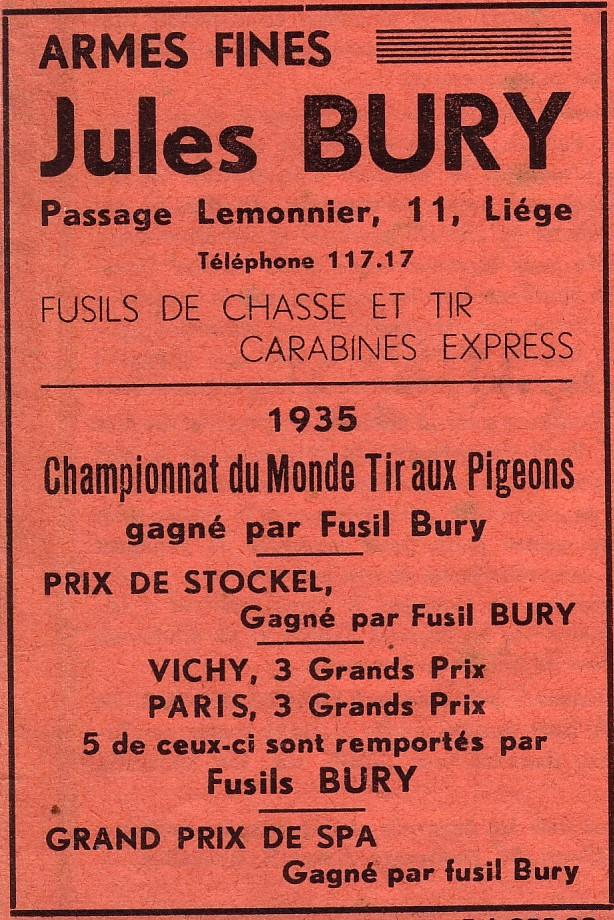 ARMES FINES
Jules BURY
Passage Lemonnier, 11, Liége
Téléphone 117.17
FUSILS DE CHASSE ET TIR
CARABINES EXPRESS
1935
Championnat du Monde Tir aux Pigeons
gagné par Fusil Bury
PRIX DE STOCKEL,
Gagné par Fusil BURY
VICHY, 3 Grands Prix
PARIS, 3 Grands Prix
5 de ceux-ci sont remportés par
Fusils BURY
GRAND PRIX DE SPA
Gagné par fusil Bury